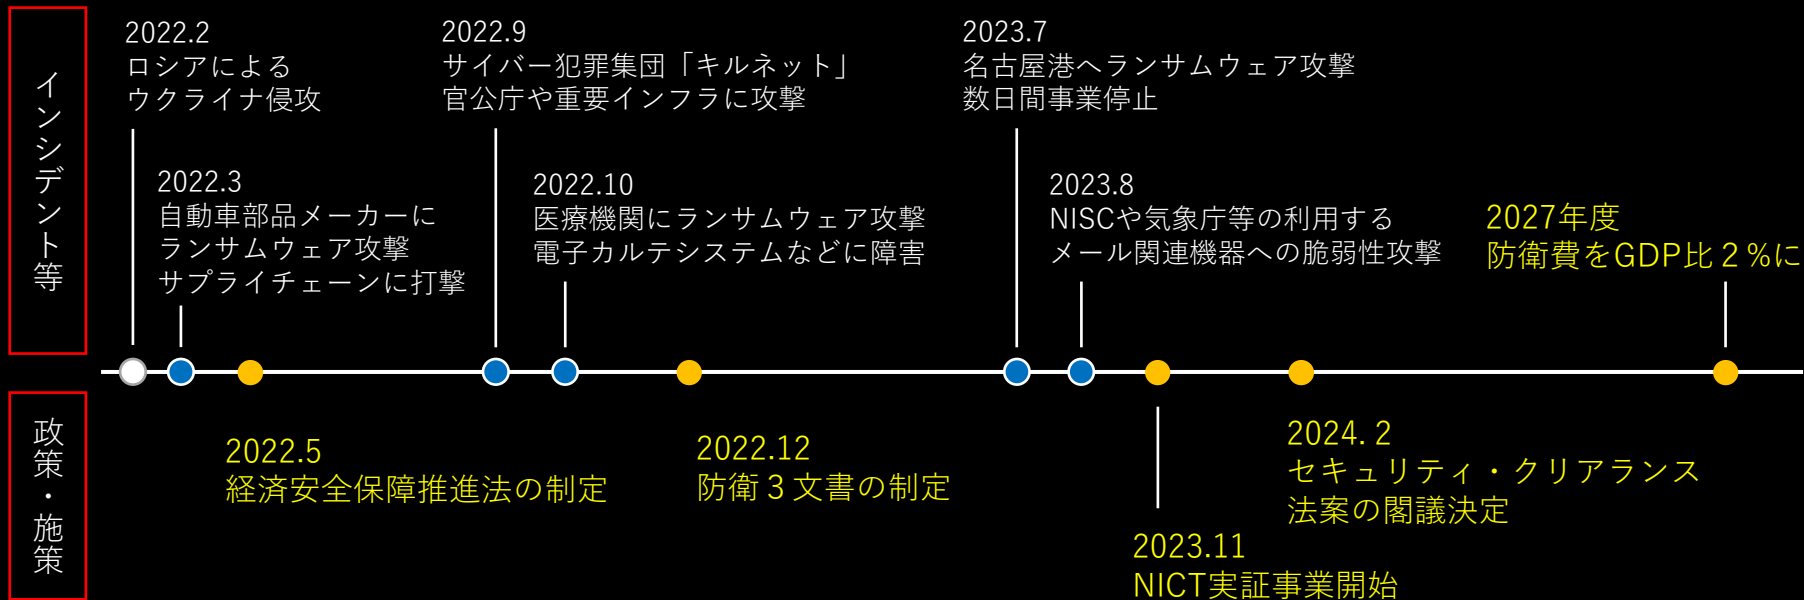 インシデント等
2022.2
ロシアによる
ウクライナ侵攻
2022.3
自動車部品メーカーに
ランサムウェア攻撃
サプライチェーンに打撃
2022.9
サイバー犯罪集団「キルネット」
官公庁や重要インフラに攻撃
2022.10
医療機関にランサムウェア攻撃
電子カルテシステムなどに障害
2023.7
名古屋港へランサムウェア攻撃
数日間事業停止
2023.8
NISCや気象庁等の利用する
メール関連機器への脆弱性攻撃
2027年度
防衛費をGDP比２%に
政策・施策
2022.5
経済安全保障推進法の制定
2022.12
防衛３文書の制定
2023.11
NICT実証事業開始
2024. 2
セキュリティ・クリアランス
法案の閣議決定